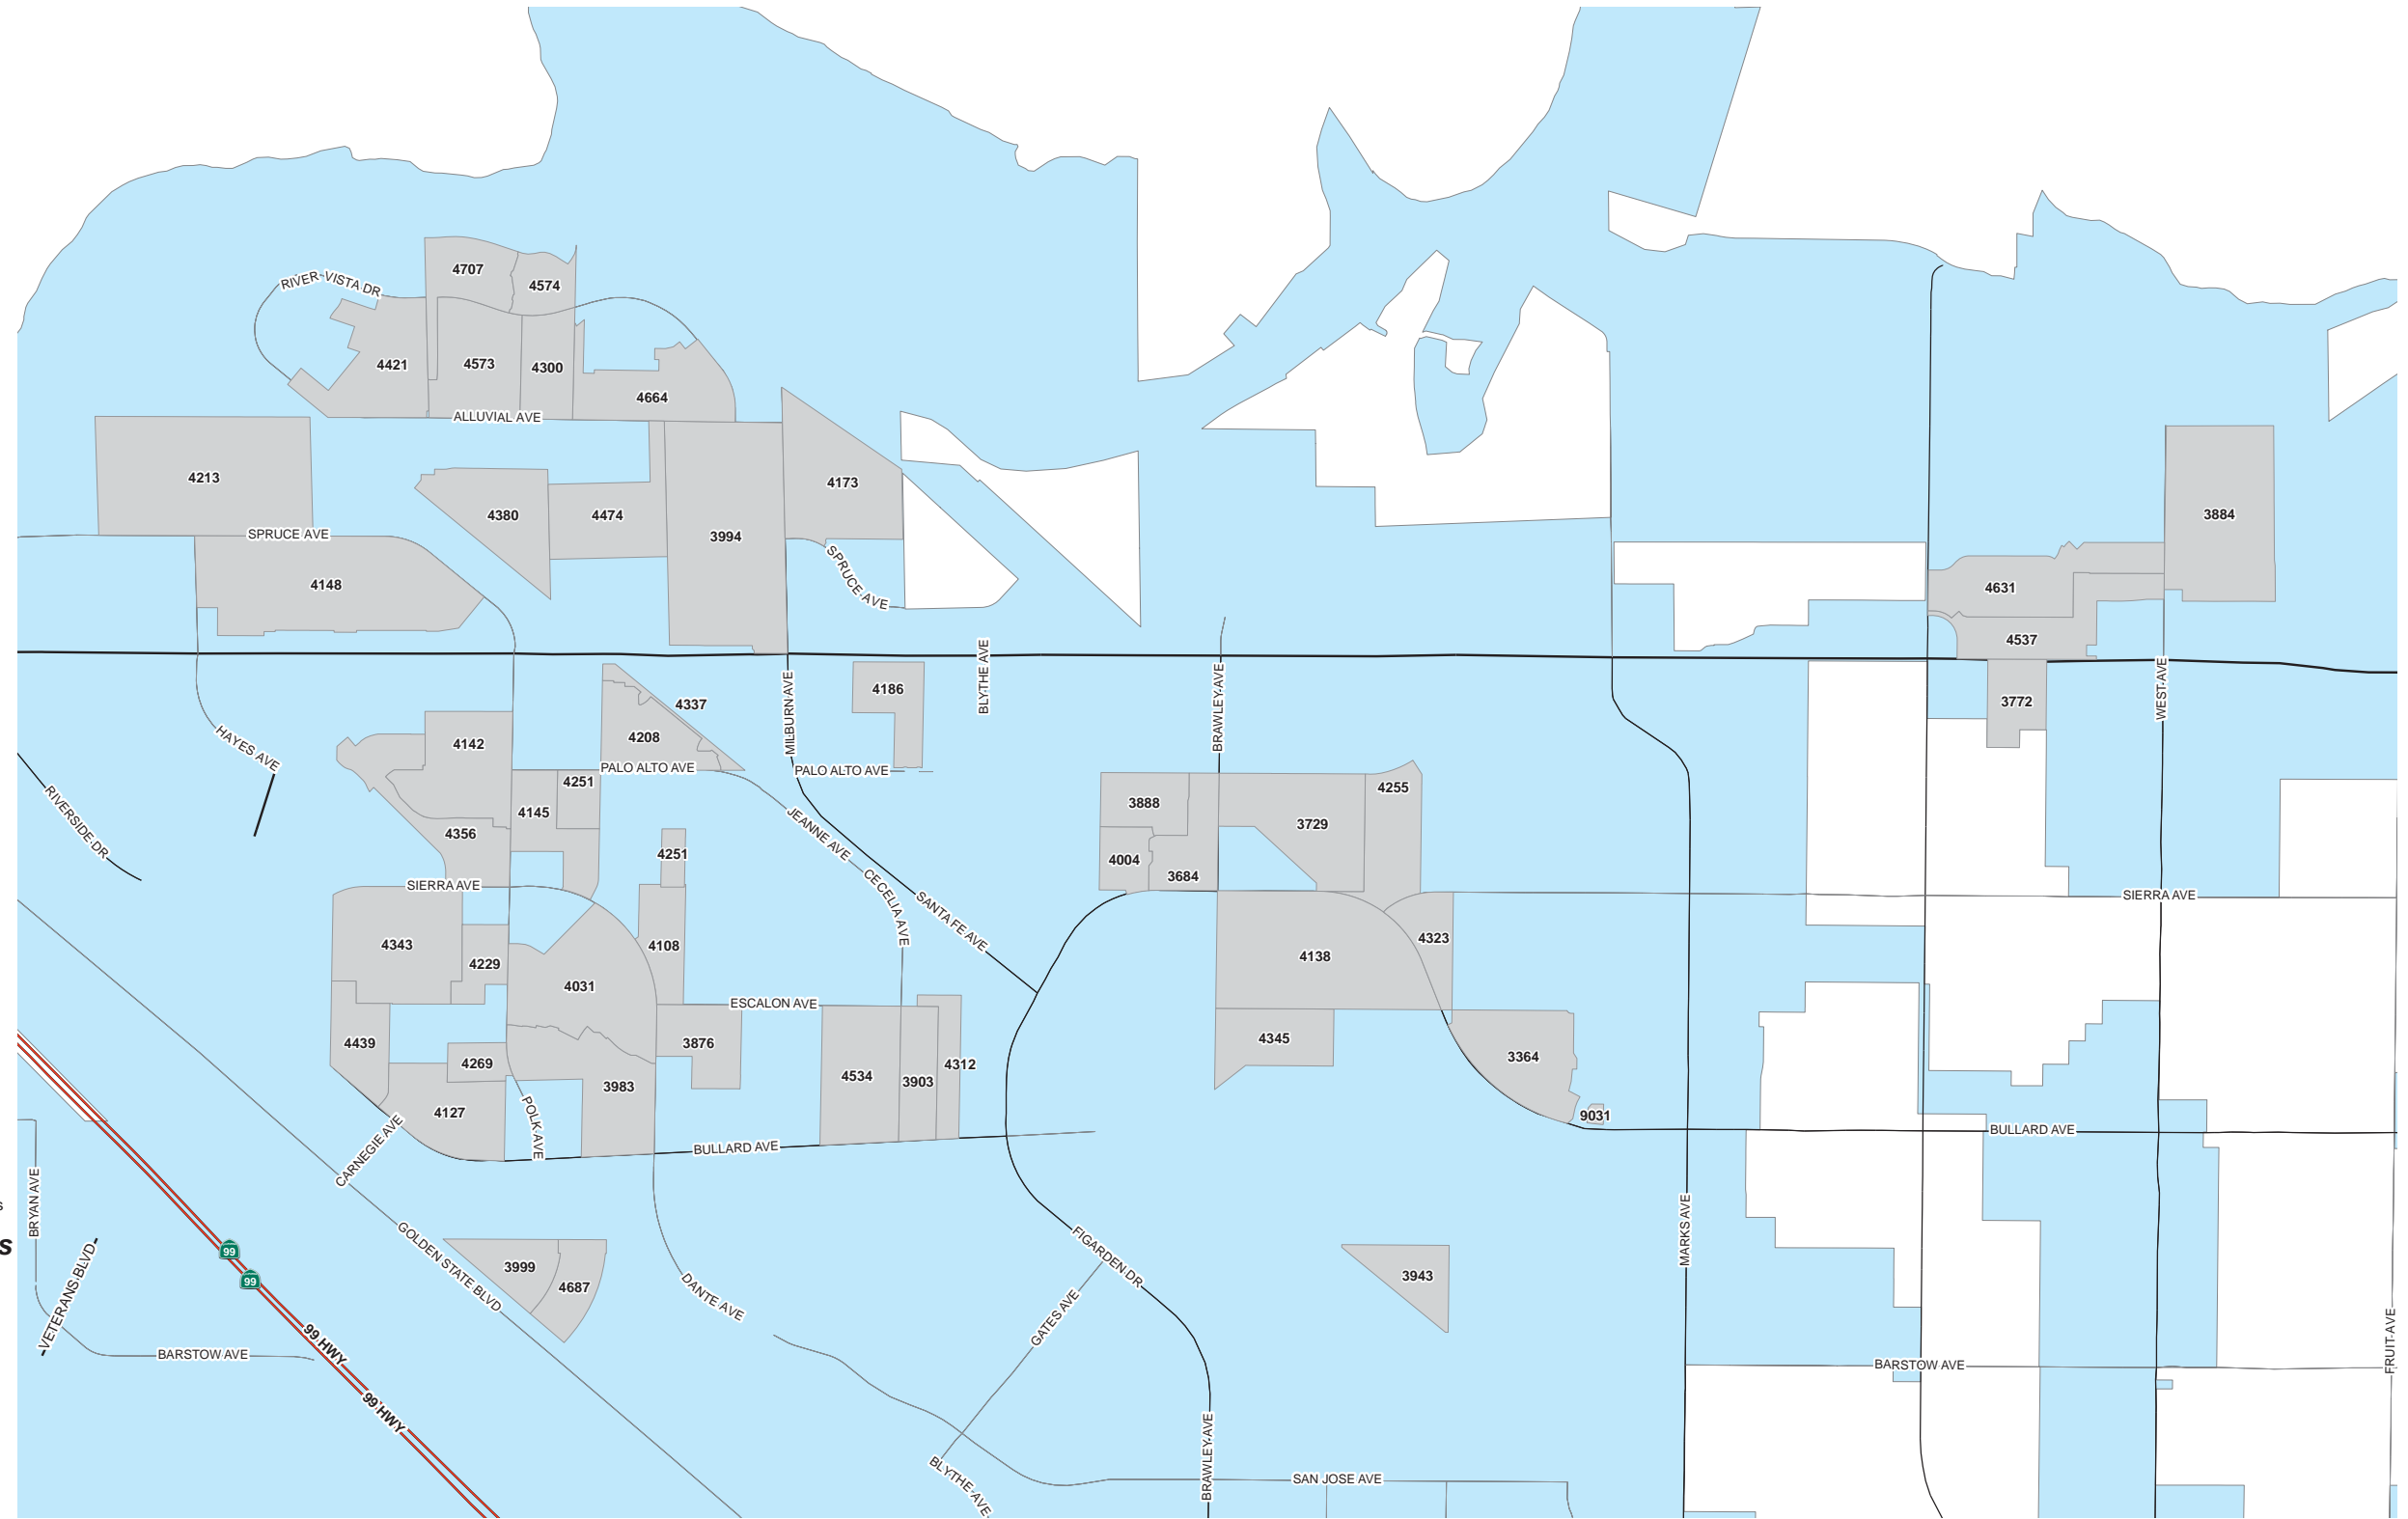 4707
4574
RIVER VISTA DR
4421
4573
4300
4664
ALLUVIAL AVE
4213
4173
4380
4474
3994
3884
SPRUCE AVE
SPRUCE AVE
4148
4631
4537
BLYTHE AVE
4186
4337
MILBURN AVE
BRAWLEY AVE
WEST AVE
3772
4208
4142
HAYES AVE
PALO ALTO AVE
PALO ALTO AVE
4251
4255
3888
4145
RIVERSIDE DR
3729
4356
JEANNE AVE
4251
4004
3684
SIERRA AVE
SIERRA AVE
CECELIA AVE
SANTA FE AVE
4343
4108
4323
4138
4229
4031
ESCALON AVE
4439
3876
4345
4269
4312
3364
4534
3903
3983
4127
9031
POLK AVE
BULLARD AVE
BULLARD AVE
CARNEGIE AVE
BRYAN AVE
s
s
MARKS AVE
99
99
VETERANS BLVD
GOLDEN STATE BLVD
3999
4687
FIGARDEN DR
3943
DANTE AVE
GATES AVE
99 HWY
BARSTOW AVE
BARSTOW AVE
FRUIT AVE
99 HWY
BRAWLEY AVE
BLYTHE AVE
SAN JOSE AVE